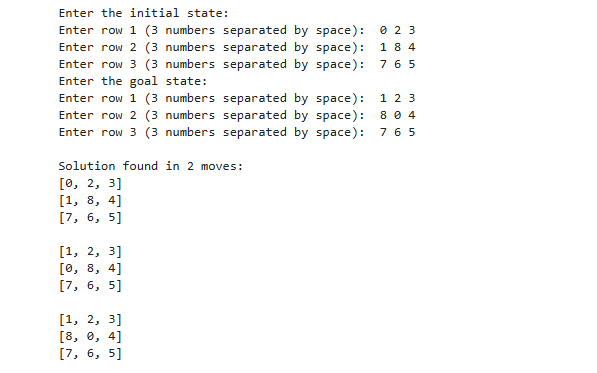 Enter the initial state:
Enter row 1 (3 numbers separated by space):  0 2 3
Enter row 2 (3 numbers separated by space):  1 8 4
Enter row 3 (3 numbers separated by space):  7 6 5
Enter the goal state:
Enter row 1 (3 numbers separated by space):  1 2 3
Enter row 2 (3 numbers separated by space):  8 0 4
Enter row 3 (3 numbers separated by space):  7 6 5

Solution found in 2 moves:
[0, 2, 3]
[1, 8, 4]
[7, 6, 5]

[1, 2, 3]
[0, 8, 4]
[7, 6, 5]

[1, 2, 3]
[8, 0, 4]
[7, 6, 5]